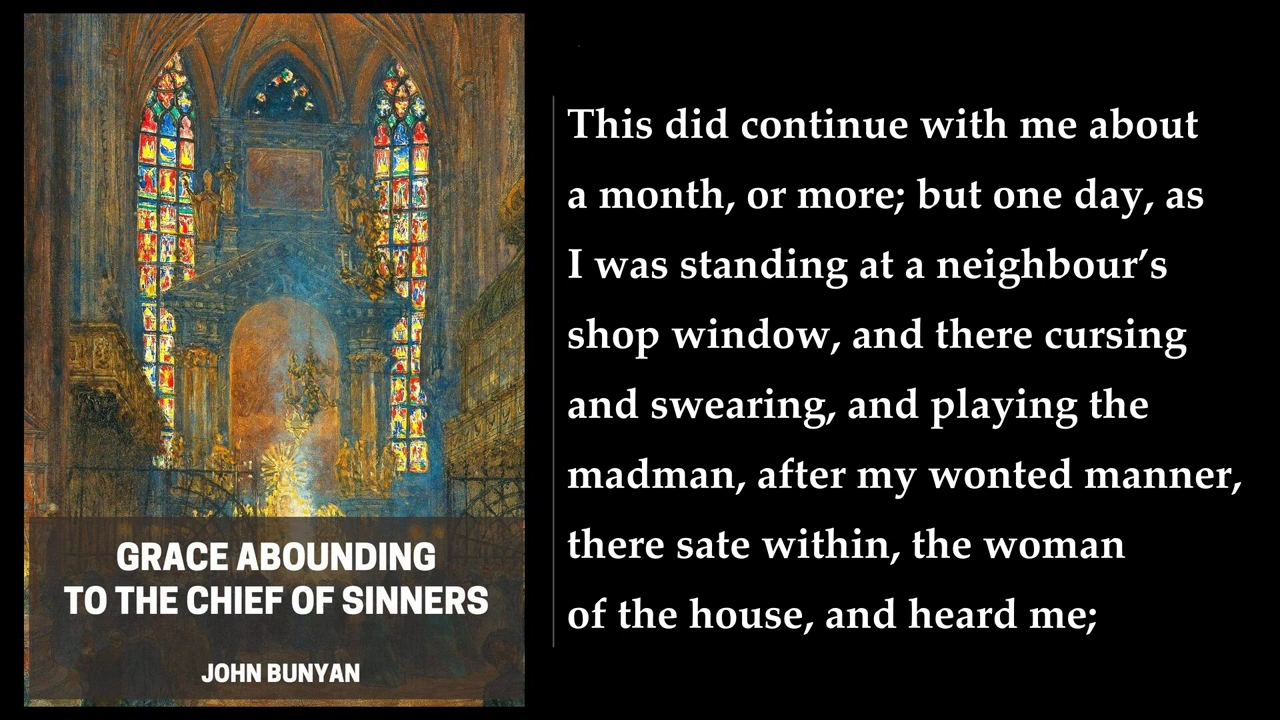 GRACE ABOUNDING
TO THE CHIEF OF SINNERS
JOHN BUNYAN
This did continue with me about
a month, or more; but one day, as
I was standing at a neighbour’s
shop window, and there cursing
and swearing, and playing the
madman, after my wonted manner,
there sate within, the woman
of the house, and heard me;